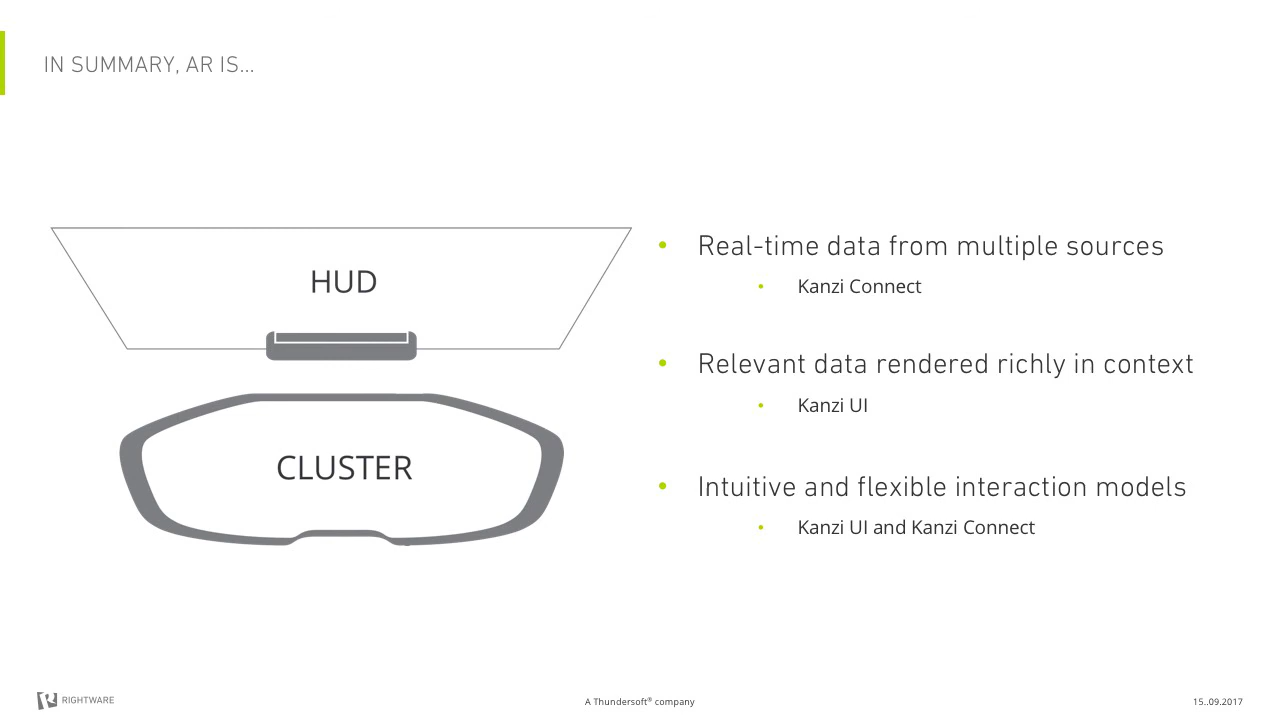 IN SUMMARY, AR IS...
HUD
CLUSTER
• Real-time data from multiple sources
• Kanzi Connect
• Relevant data rendered richly in context
• Kanzi UI
• Intuitive and flexible interaction models
• Kanzi UI and Kanzi Connect
RIGHTWARE
A Thundersoft® company
15..09.2017